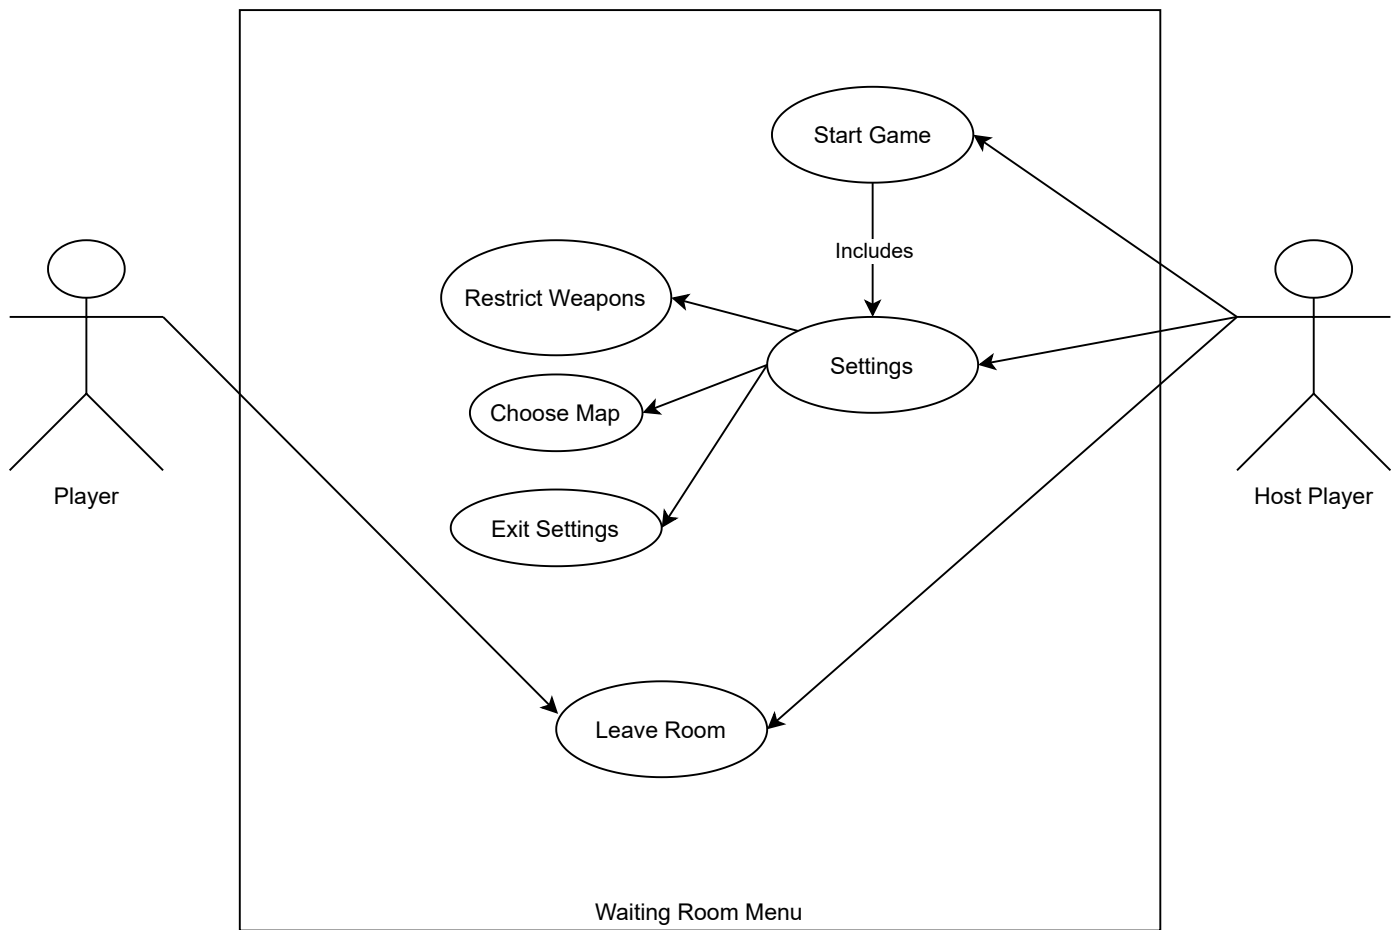 Start Game
Includes
Restrict Weapons
Settings
Choose Map
Player
Host Player
Exit Settings
Leave Room
Waiting Room Menu